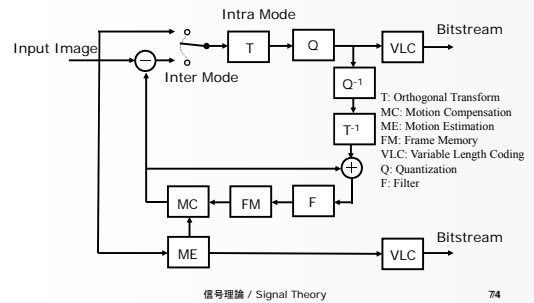 Intra Mode
Bitstream
Input Image
T
Q
VLC
Inter Mode
Q-1
T: Orthogonal Transform
MC: Motion Compensation
ME: Motion Estimation
FM: Frame Memory
VLC: Variable Length Coding
Q: Quantization
F: Filter
T-1
MC
FM
F
ME
VLC
Bitstream
信号理論 / Signal Theory
74